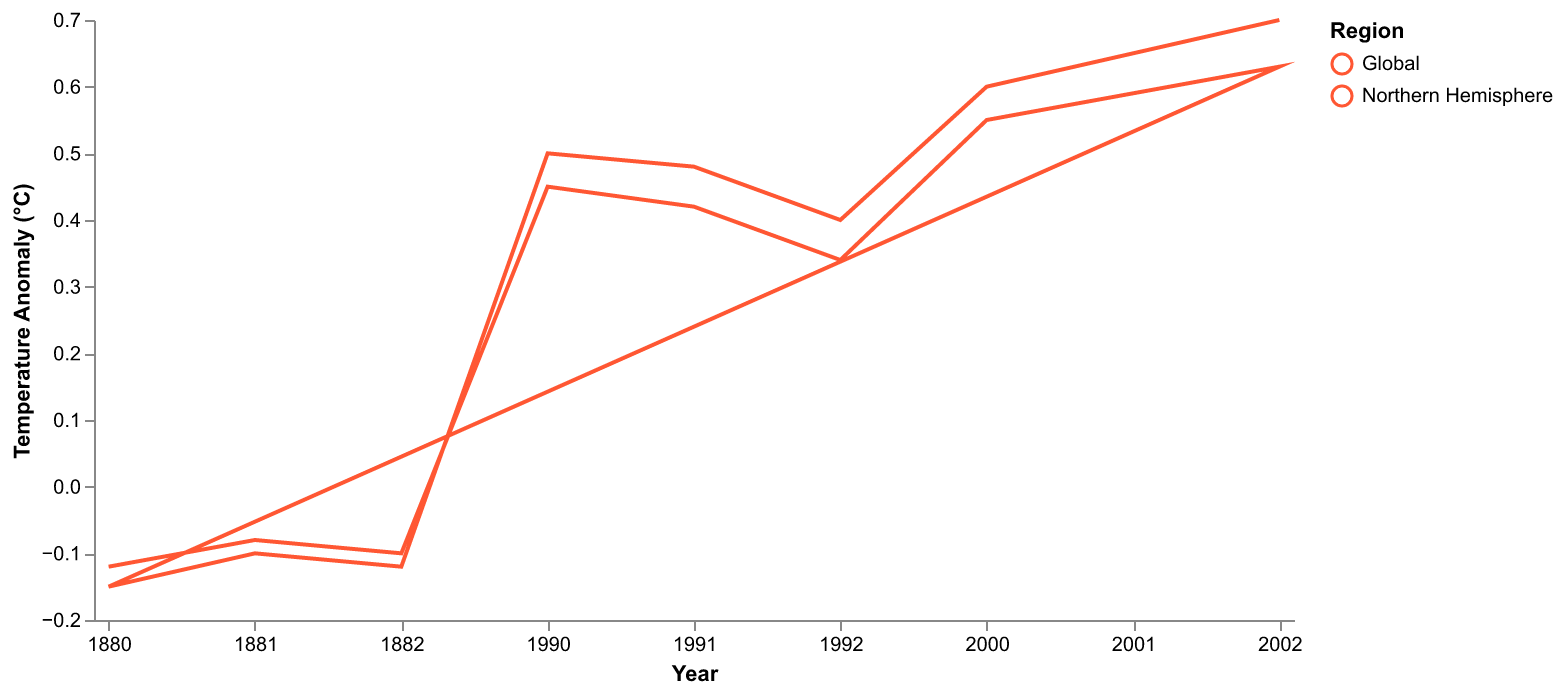 Region
Global
Northern Hemisphere
Temperature Anomaly (°C)
0.7
0.6
0.5
0.4
0.3
0.2
0.1
0.0
−0.1
−0.2
1880 1881 1882 1990 1991 1992 2000 2001 2002
Year